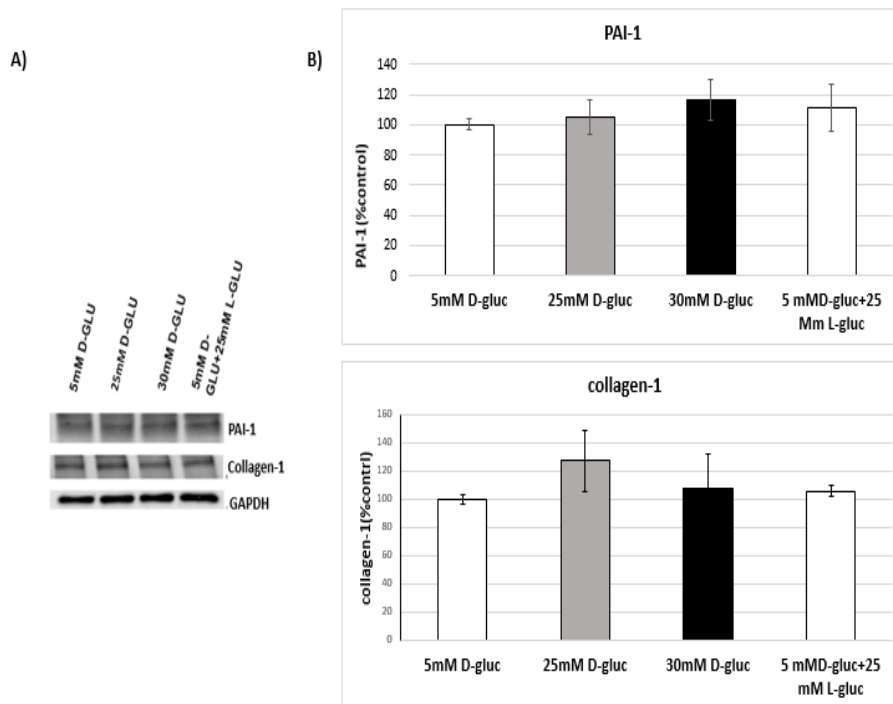 A)
5mM D-GLU
25mM D-GLU
30mM D-GLU
5mM D-
GLU+25mM L-GLU
PAI-1
Collagen-1
GAPDH
B)
PAI-1
PAI-1 (%control)
140
120
100
80
60
40
20
0
5mM D-gluc
25mM D-gluc
30mM D-gluc
5 mMD-gluc+25
Mm L-gluc
collagen-1
collagen-1(%contrl)
160
140
120
100
80
60
40
20
0
5mM D-gluc
25mM D-gluc
30mM D-gluc
5 mMD-gluc+25
mM L-gluc